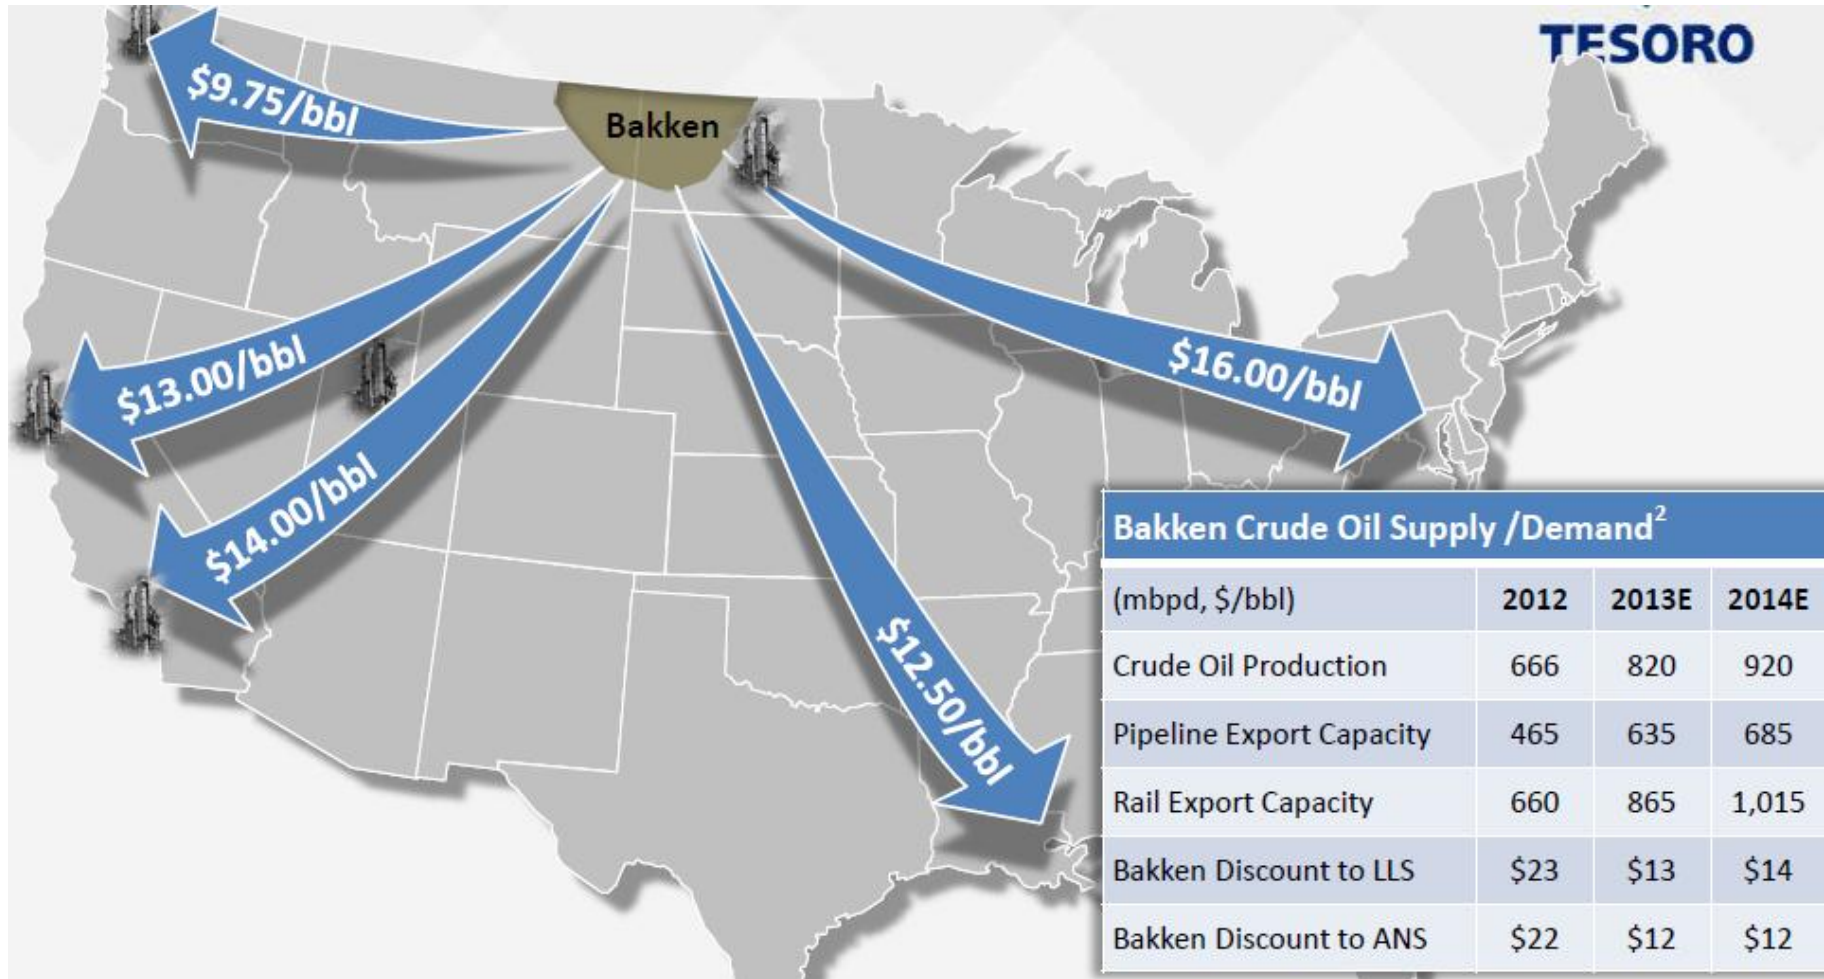 TESORO
$9.75/bbl
Bakken
$13.00/bbl
$14.00/bbl
$12.50/bbl
$16.00/bbl
Bakken Crude Oil Supply /Demand2
(mbpd, $/bbl) 2012 2013E 2014E
Crude Oil Production 666 820 920
Pipeline Export Capacity 465 635 685
Rail Export Capacity 660 865 1,015
Bakken Discount to LLS $23 $13 $14
Bakken Discount to ANS $22 $12 $12